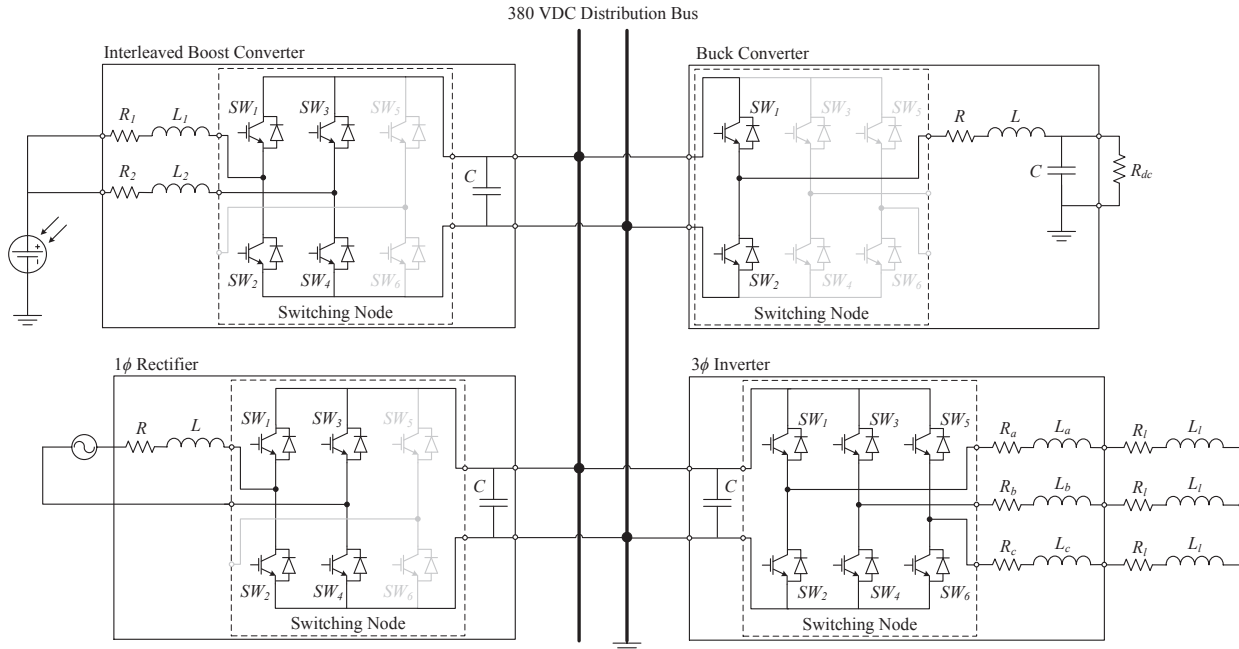 380 VDC Distribution Bus
Interleaved Boost Converter
R1
L1
R2
L2
SW1
SW3
SW5
SW2
SW4
SW6
C
+
-
Switching Node
Buck Converter
SW1
SW3
SW5
SW2
SW4
SW6
R
L
C
Rdc
Switching Node
1ϕ Rectifier
R
L
SW1
SW3
SW5
SW2
SW4
SW6
C
Switching Node
3ϕ Inverter
C
SW1
SW3
SW5
SW2
SW4
SW6
Ra
La
Rl
Ll
Rb
Lb
Rl
Ll
Rc
Lc
Rl
Ll
Switching Node